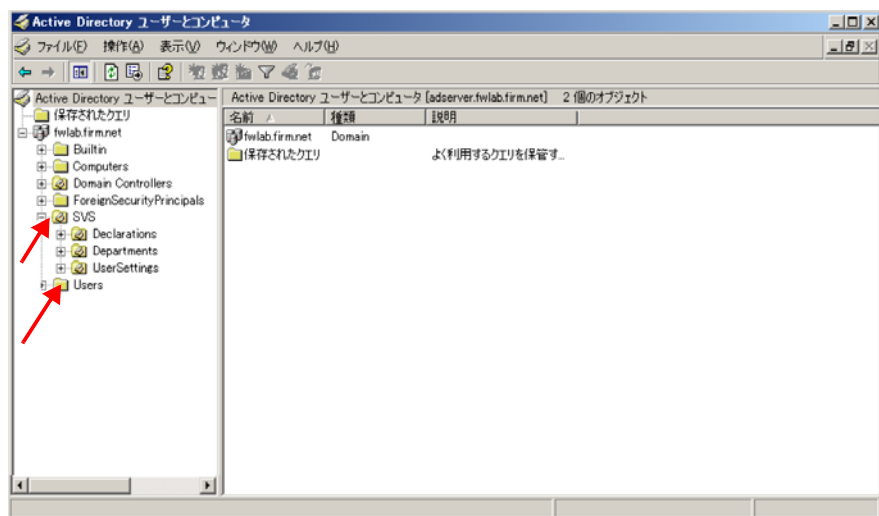 Active Directory ユーザーとコンピュータ
ファイル(F) 操作(A) 表示(V) ウィンドウ(W) ヘルプ(H)
Active Directory ユーザーとコンピュー
保存されたクエリ
fwlab.firm.net
Builtin
Computers
Domain Controllers
ForeignSecurityPrincipals
SVS
Declarations
Departments
UserSettings
Users
Active Directory ユーザーとコンピュータ [adserver.fwlab.firm.net] 2 個のオブジェクト
名前 種類 説明
fwlab.firm.net Domain
保存されたクエリ よく利用するクエリを保管す...